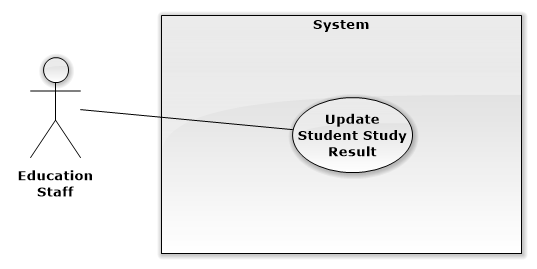 System
Update
Student Study
Result
Education
Staff